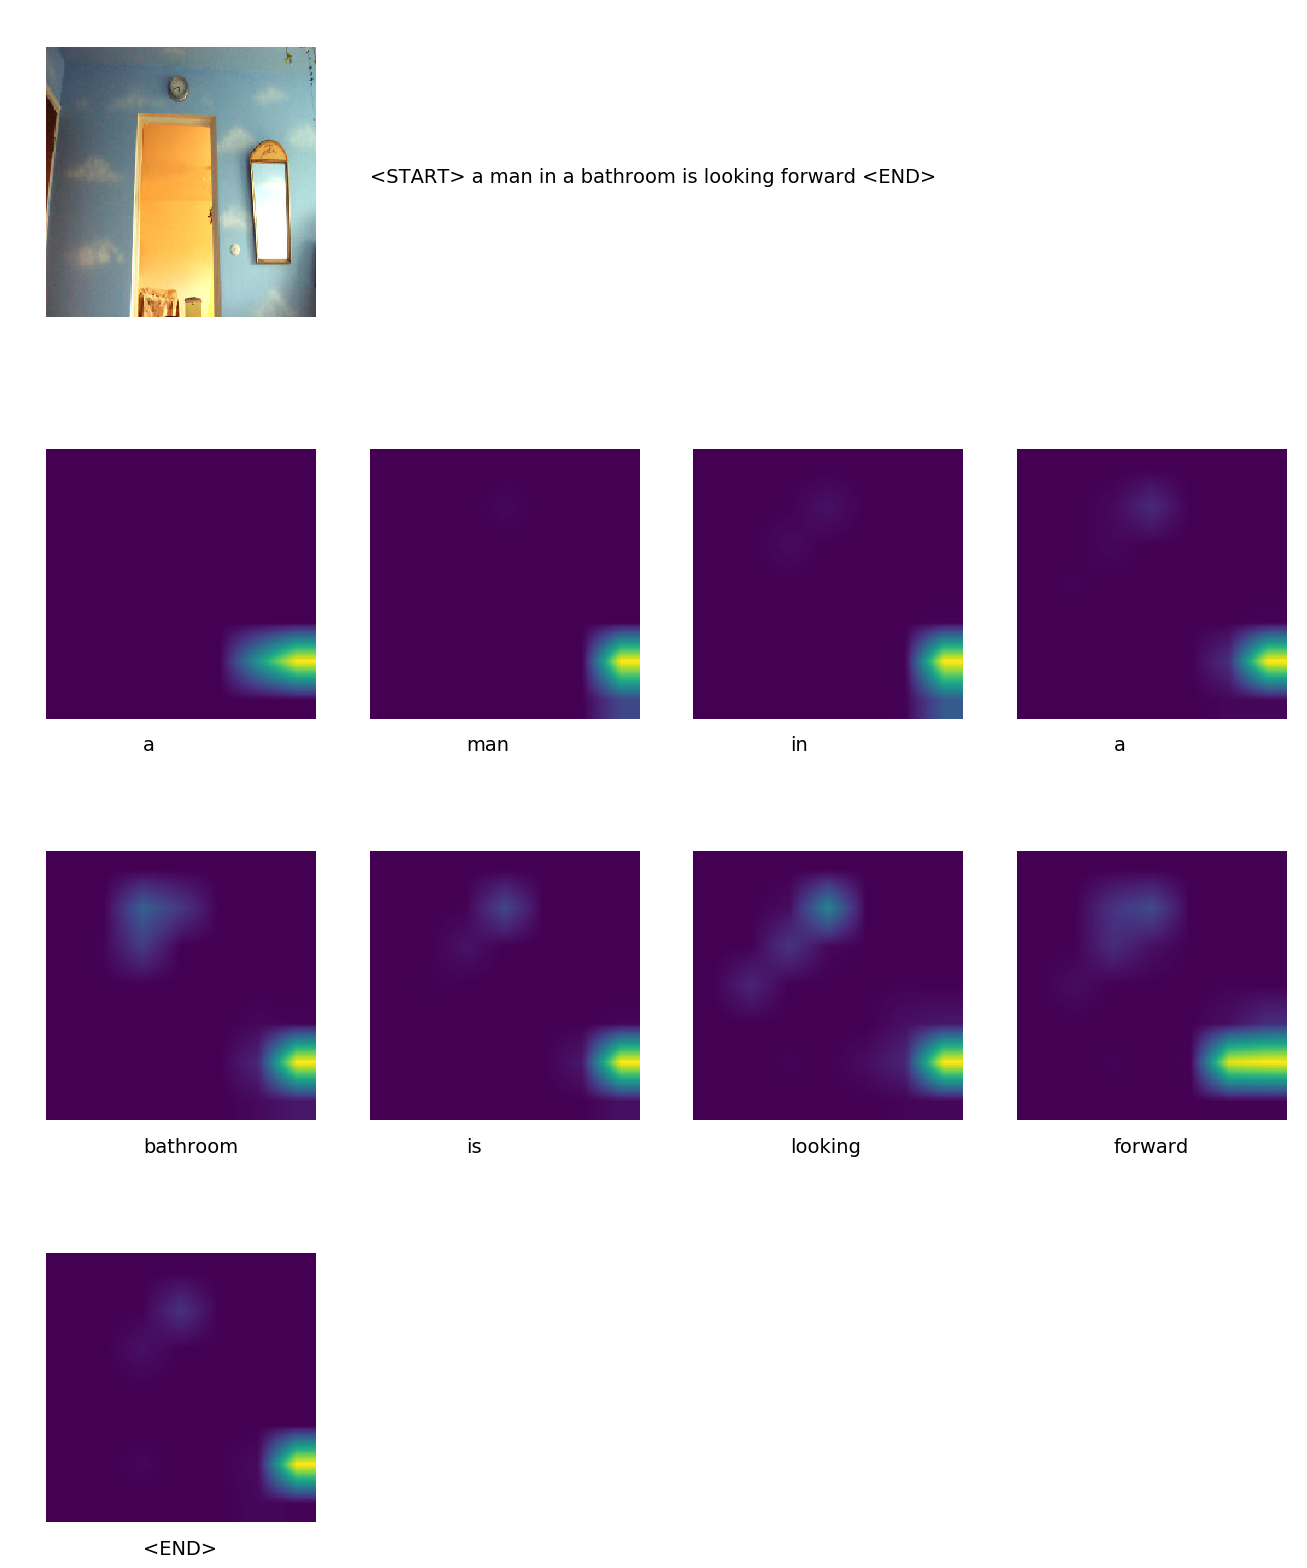 <START> a man in a bathroom is looking forward <END>
a man in a
bathroom is looking forward
<END>